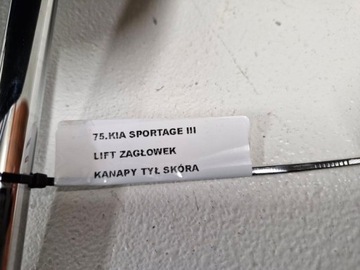 75.KIA SPORTAGE III
LIFT ZAGŁOWEK
KANAPY TYŁ SKÓRA